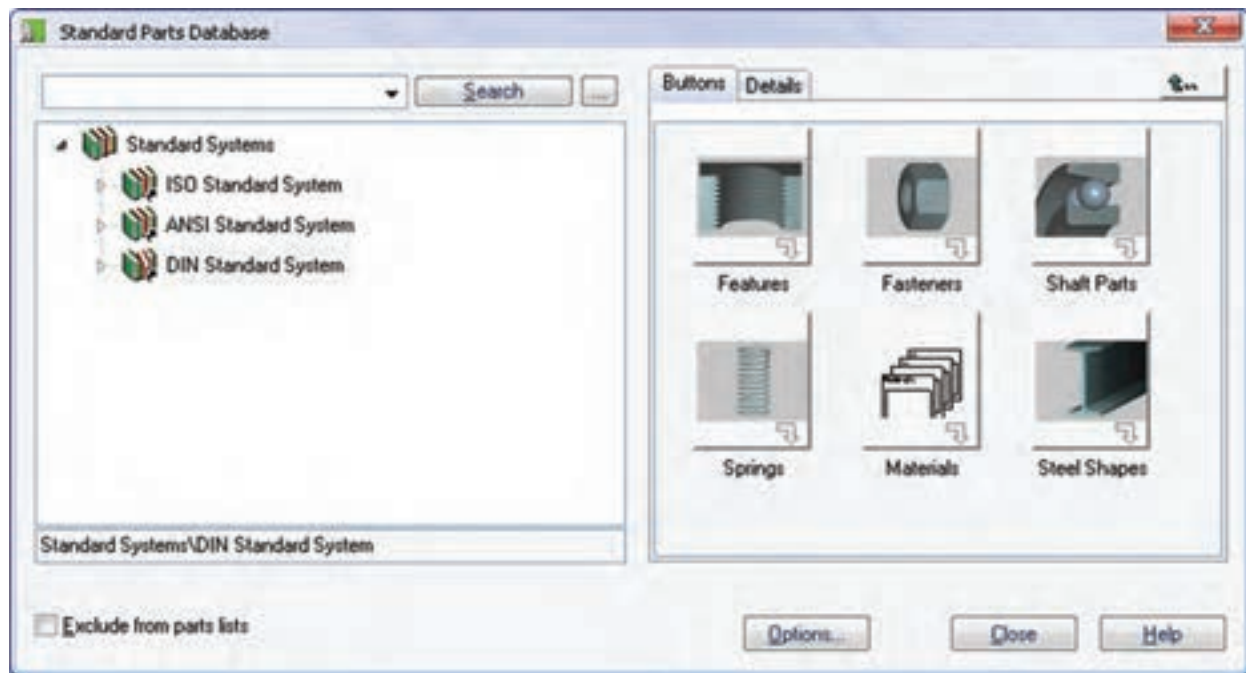 Standard Parts Database
Search
...
Standard Systems
ISO Standard System
ANSI Standard System
DIN Standard System
Standard Systems\DIN Standard System
Exclude from parts lists
Buttons Details
Features Fasteners Shaft Parts
Springs Materials Steel Shapes
Options... Close Help